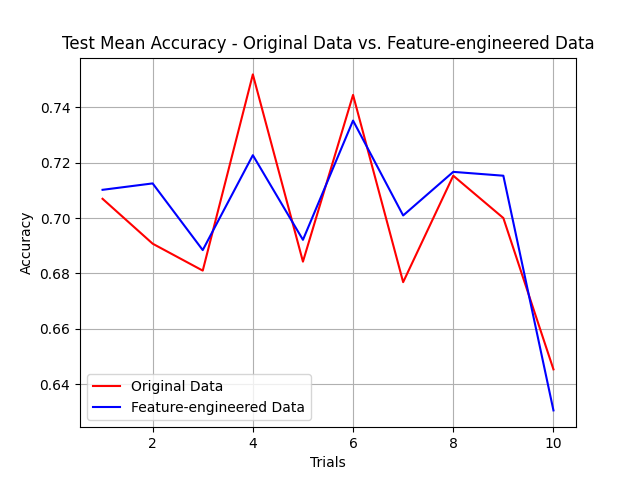 Test Mean Accuracy - Original Data vs. Feature-engineered Data
Accuracy
0.74
0.72
0.70
0.68
0.66
0.64
Original Data
Feature-engineered Data
2 4 6 8 10
Trials